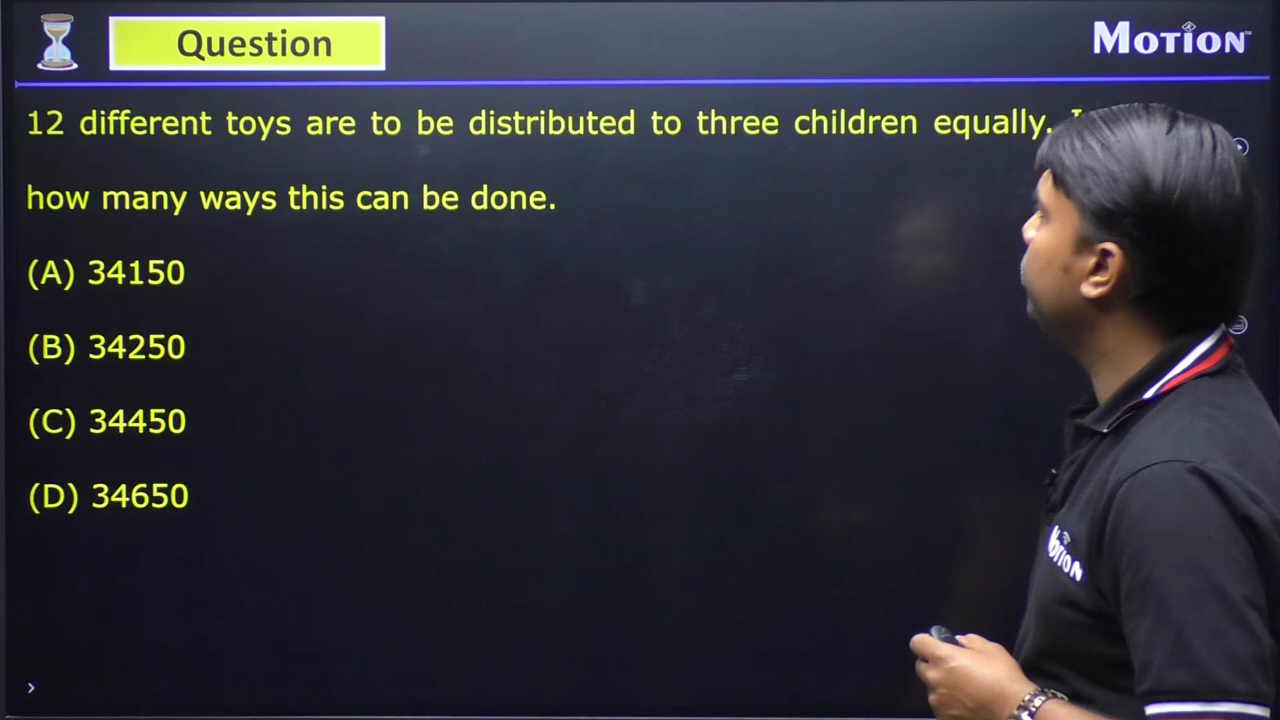 Question
MOTION
12 different toys are to be distributed to three children equally.
how many ways this can be done.
(A) 34150
(B) 34250
(C) 34450
(D) 34650
MOTION